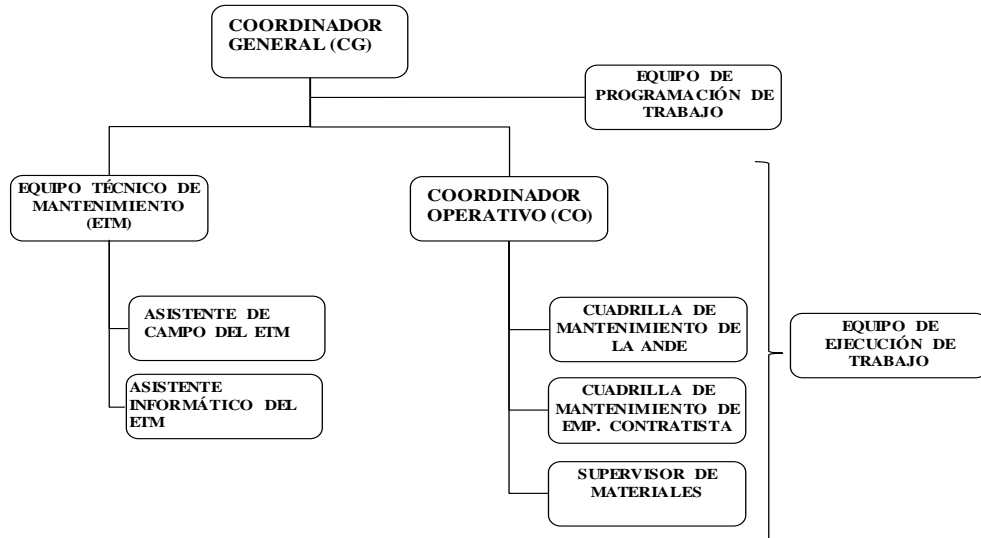 COORDINADOR
GENERAL (CG)
EQUIPO DE
PROGRAMACIÓN DE
TRABAJO
EQUIPO TÉCNICO DE
MANTENIMIENTO
(ETM)
COORDINADOR
OPERATIVO (CO)
ASISTENTE DE
CAMPO DEL ETM
ASISTENTE
INFORMÁTICO DEL
ETM
CUADRILLA DE
MANTENIMIENTO DE
LA ANDE
CUADRILLA DE
MANTENIMIENTO DE
EMP. CONTRATISTA
SUPERVISOR DE
MATERIALES
EQUIPO DE
EJECUCIÓN DE
TRABAJO